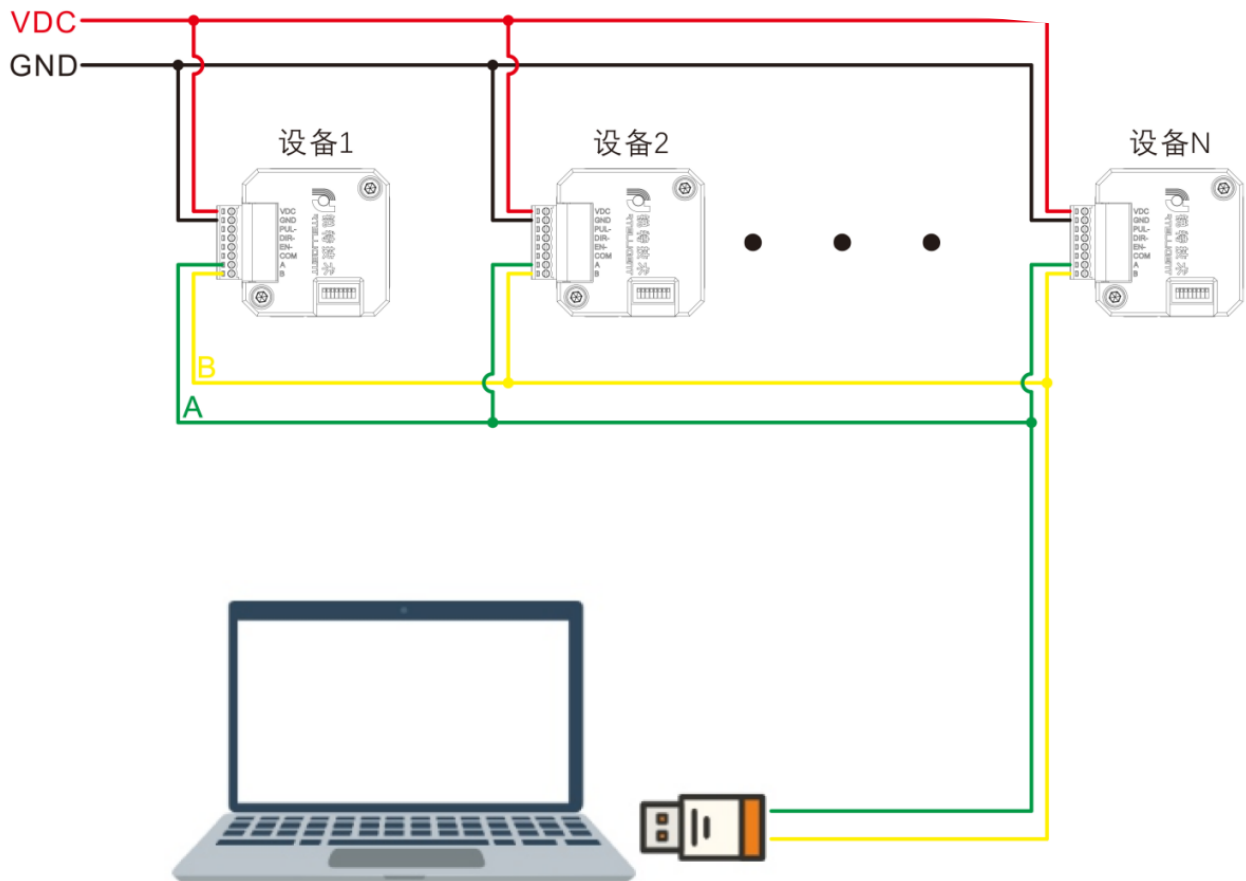 VDC
GND
设备1
设备2
设备N
VDC
GND
PUL-
DIR-
EN-
COM
A
B
VDC
GND
PUL-
DIR-
EN-
COM
A
B
VDC
GND
PUL-
DIR-
EN-
COM
A
B
B
A